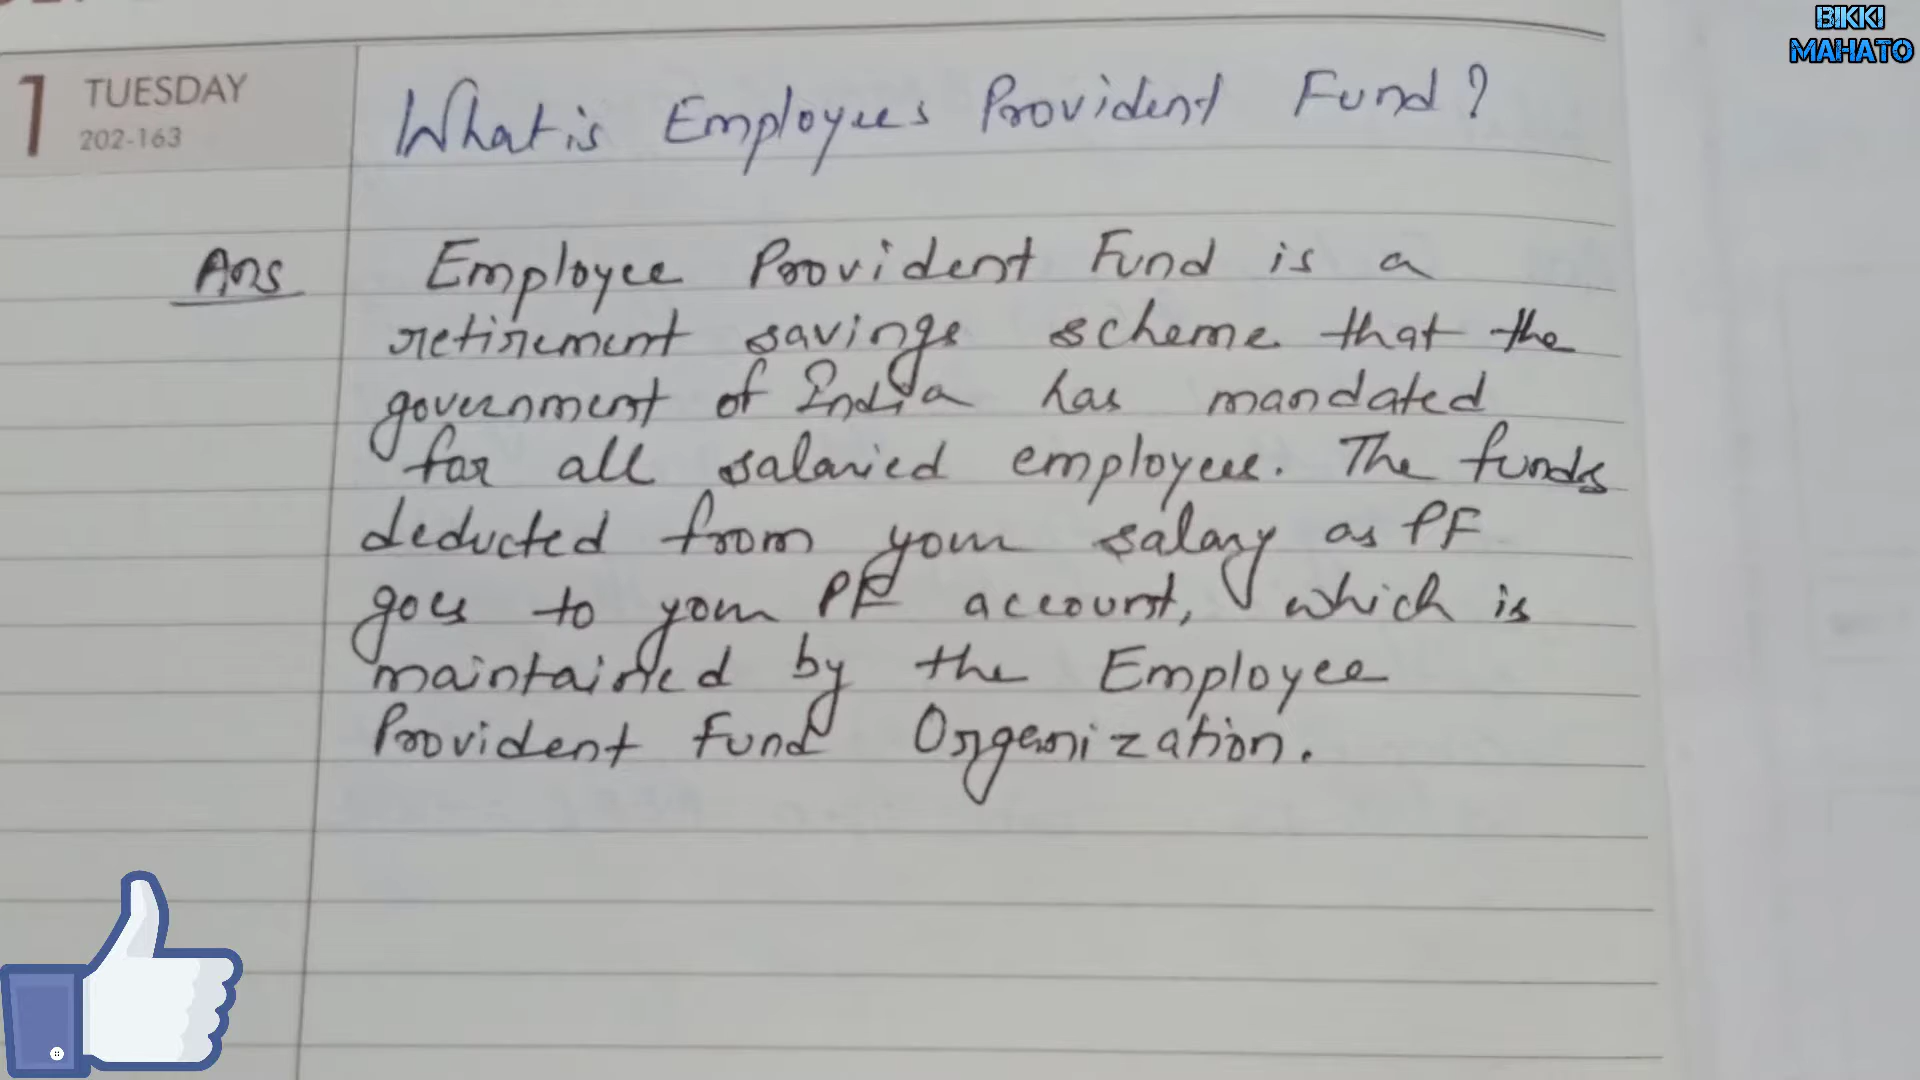 BIKKI
MAHATO
1 TUESDAY
202-163
What is Employees Provident Fund?
Ans Employee Provident Fund is a
retirement savings scheme that the
government of India has mandated
for all salaried employees. The funds
deducted from your salary as PF
goes to your PF account, which is
maintained by the Employee
Provident Fund Organization.